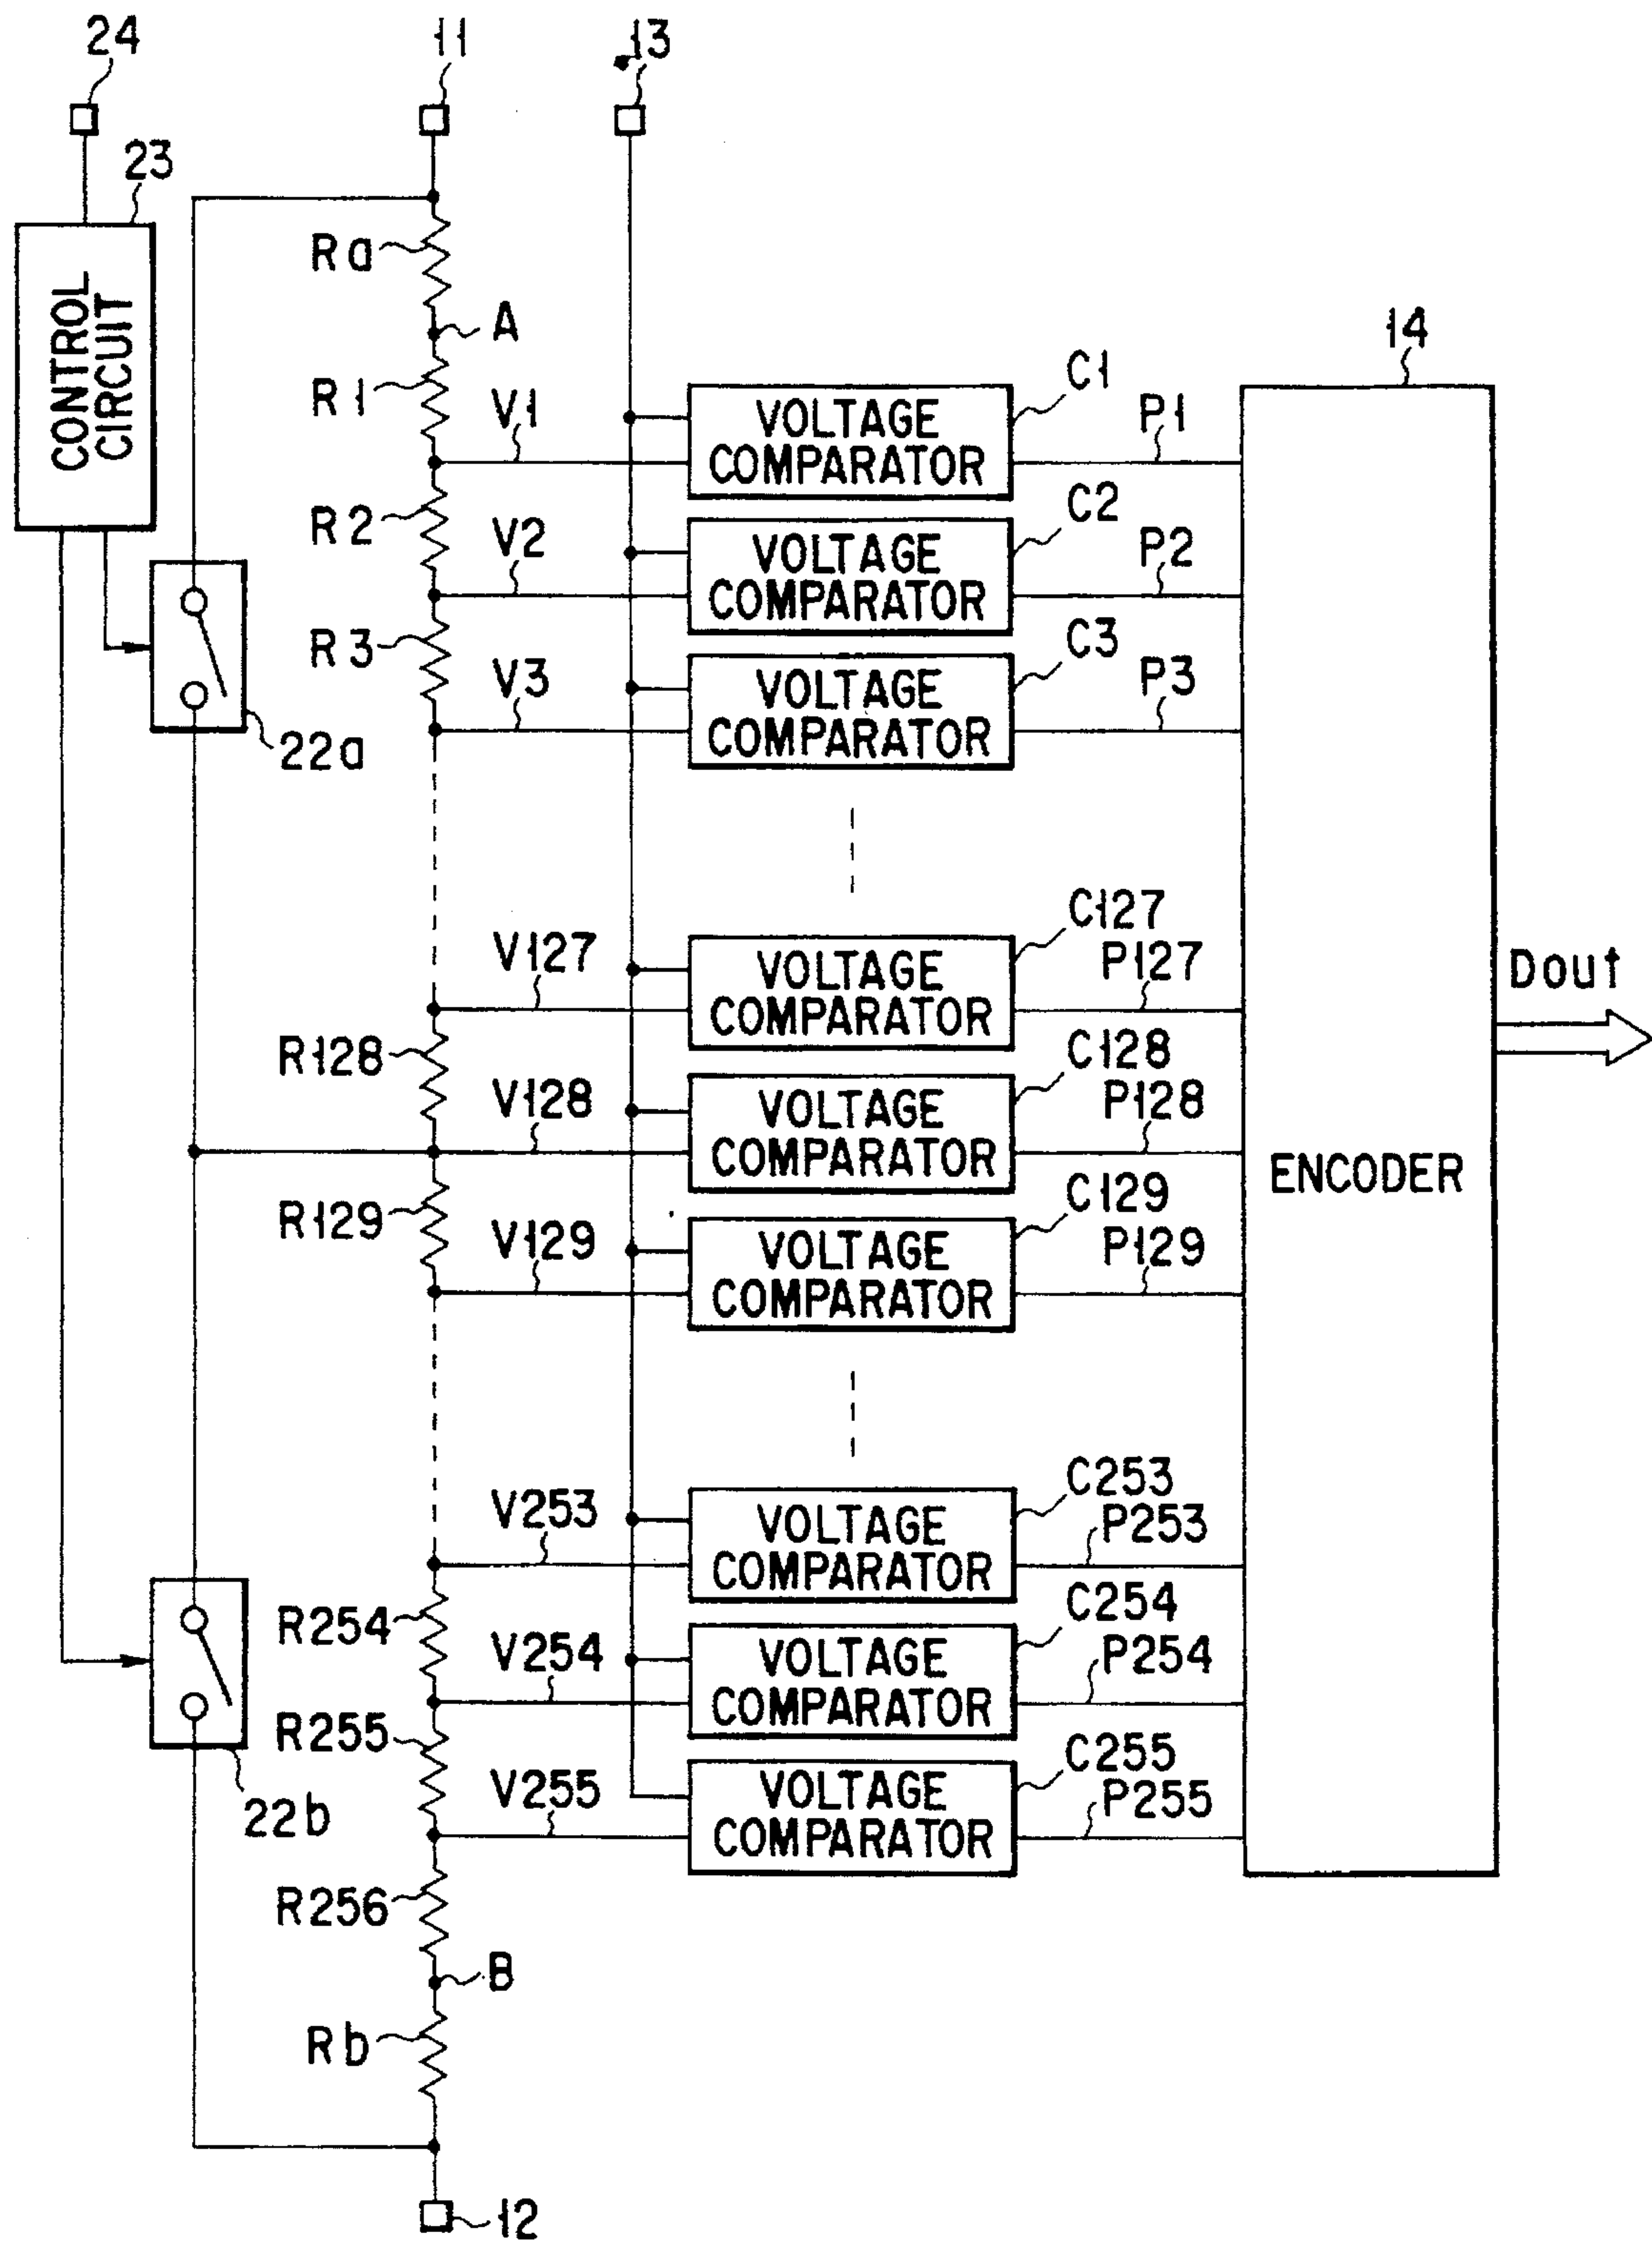 24
11
13
23
Ra
CONTROL
CIRCUIT
A
14
R1
V1
VOLTAGE
COMPARATOR
C1
P1
R2
V2
VOLTAGE
COMPARATOR
C2
P2
R3
V3
VOLTAGE
COMPARATOR
C3
P3
22a
V127
VOLTAGE
COMPARATOR
C127
P127
Dout
R128
V128
VOLTAGE
COMPARATOR
C128
P128
ENCODER
R129
V129
VOLTAGE
COMPARATOR
C129
P129
V253
VOLTAGE
COMPARATOR
C253
P253
R254
V254
VOLTAGE
COMPARATOR
C254
P254
R255
V255
VOLTAGE
COMPARATOR
C255
P255
22b
R256
B
Rb
12